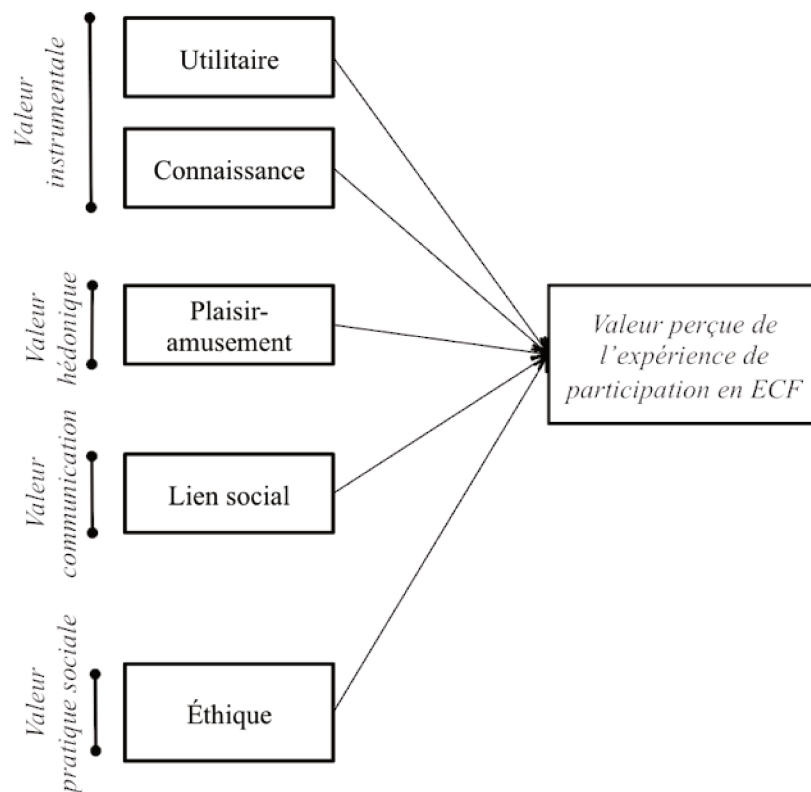 Valeur
instrumentale
Utilitaire
Connaissance
Valeur
hédonique
Plaisir-
amusement
Valeur
communication
Lien social
Valeur
pratique sociale
Éthique
Valeur perçue de
l’expérience de
participation en ECF